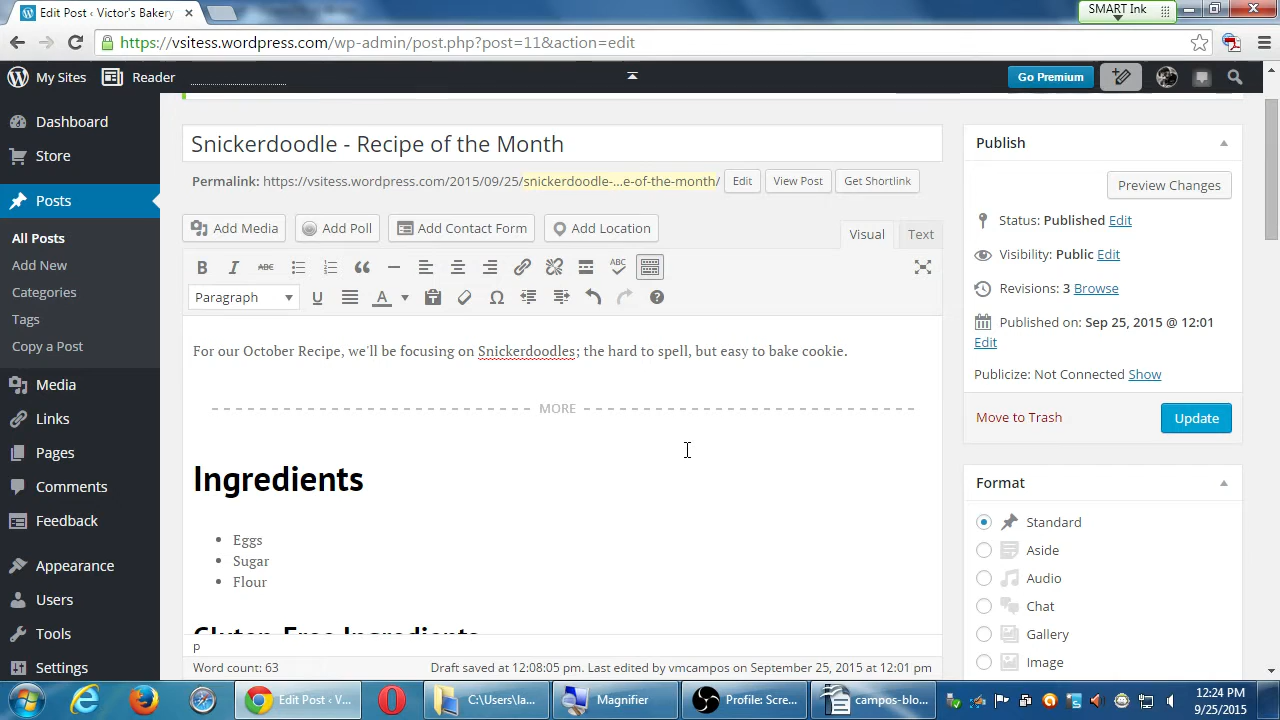 Edit Post ‹ Victor's Bakery
SMART Ink
https://vsitess.wordpress.com/wp-admin/post.php?post=11&action=edit
My Sites
Reader
Go Premium
Dashboard
Store
Posts
All Posts
Add New
Categories
Tags
Copy a Post
Media
Links
Pages
Comments
Feedback
Appearance
Users
Tools
Settings
Snickerdoodle - Recipe of the Month
Permalink: https://vsitess.wordpress.com/2015/09/25/snickerdoodle-...e-of-the-month/ Edit View Post Get Shortlink
Add Media Add Poll Add Contact Form Add Location
Visual Text
B I ABC ABC
Paragraph U A
For our October Recipe, we'll be focusing on Snickerdoodles; the hard to spell, but easy to bake cookie.
MORE
Ingredients
Eggs
Sugar
Flour
Gluten-Free Ingredients
p
Word count: 63
Draft saved at 12:08:05 pm. Last edited by vmcampos on September 25, 2015 at 12:01 pm
Publish
Preview Changes
Status: Published Edit
Visibility: Public Edit
Revisions: 3 Browse
Published on: Sep 25, 2015 @ 12:01
Edit
Publicize: Not Connected Show
Move to Trash
Update
Format
Standard
Aside
Audio
Chat
Gallery
Image
Edit Post ‹ V...
C:\Users\la...
Magnifier
Profile: Scre...
campos-blo...
12:24 PM
9/25/2015